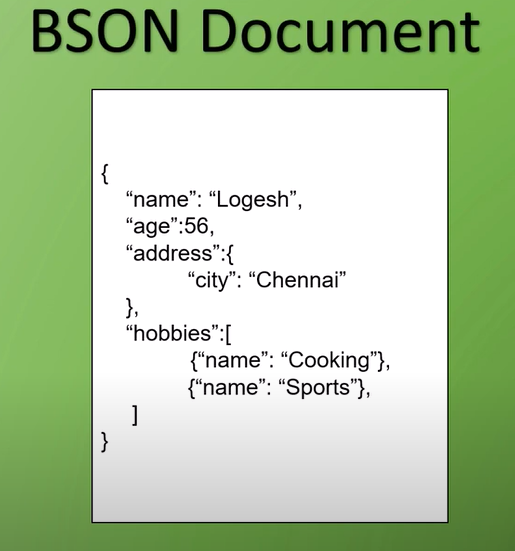 BSON Document
{
“name”: “Logesh”,
“age”:56,
“address”:{
“city”: “Chennai”
},
“hobbies”:[
{“name”: “Cooking”},
{“name”: “Sports”},
]
}